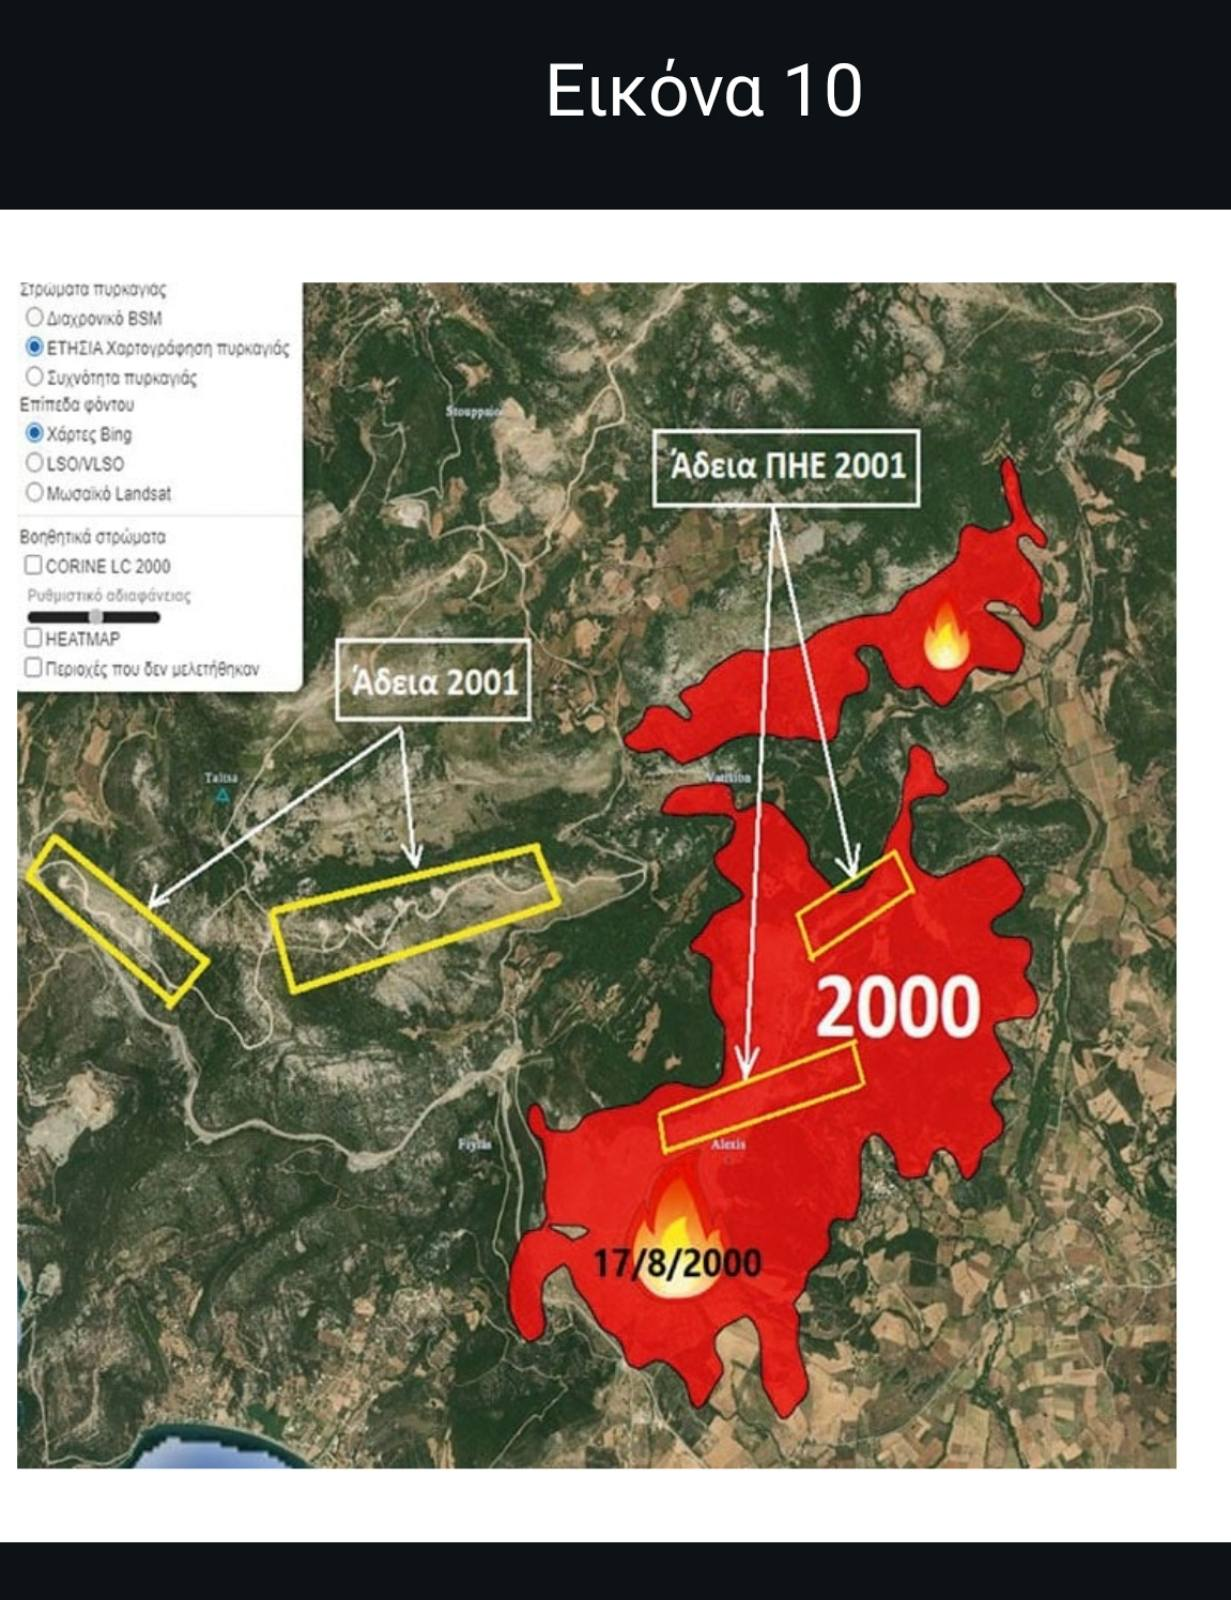 Εικόνα 10
Στρώματα πυρκαγιάς
Διαχρονικό BSM
ΕΤΗΣΙΑ Χαρτογράφηση πυρκαγιάς
Συχνότητα πυρκαγιάς
Επίπεδα φόντου
Χάρτες Bing
LSO/VLSO
Μωσαϊκό Landsat
Βοηθητικά στρώματα
CORINE LC 2000
Ρυθμιστικό αδιαφάνειας
HEATMAP
Περιοχές που δεν μελετήθηκαν
Άδεια ΠΗΕ 2001
Άδεια 2001
Taltsa
2000
Alexis
17/8/2000